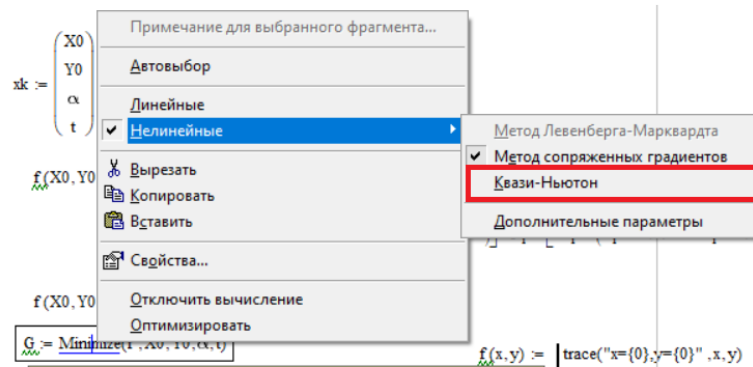 Примечание для выбранного фрагмента...
X0
Y0
xk :=
α
t
Автовыбор
Линейные
Нелинейные
Метод Левенберга-Марквардта
Метод сопряженных градиентов
Квази-Ньютон
Дополнительные параметры
f(X0, Y0
Вырезать
Копировать
Вставить
Свойства...
Отключить вычисление
Оптимизировать
f(X0, Y0
G := Minimize(f, X0, Y0, α, t)
f(x, y) := trace("x={0},y={0}" , x, y)